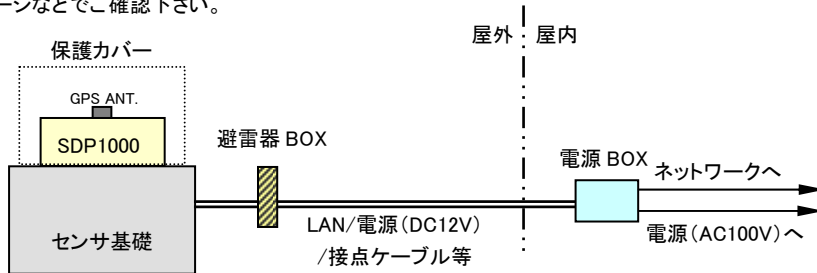 ーンなどでご確認下さい。
屋外
屋内
保護カバー
GPS ANT.
SDP1000
避雷器 BOX
電源 BOX
ネットワークへ
LAN/電源（DC12V）
/接点ケーブル等
電源（AC100V）へ
センサ基礎